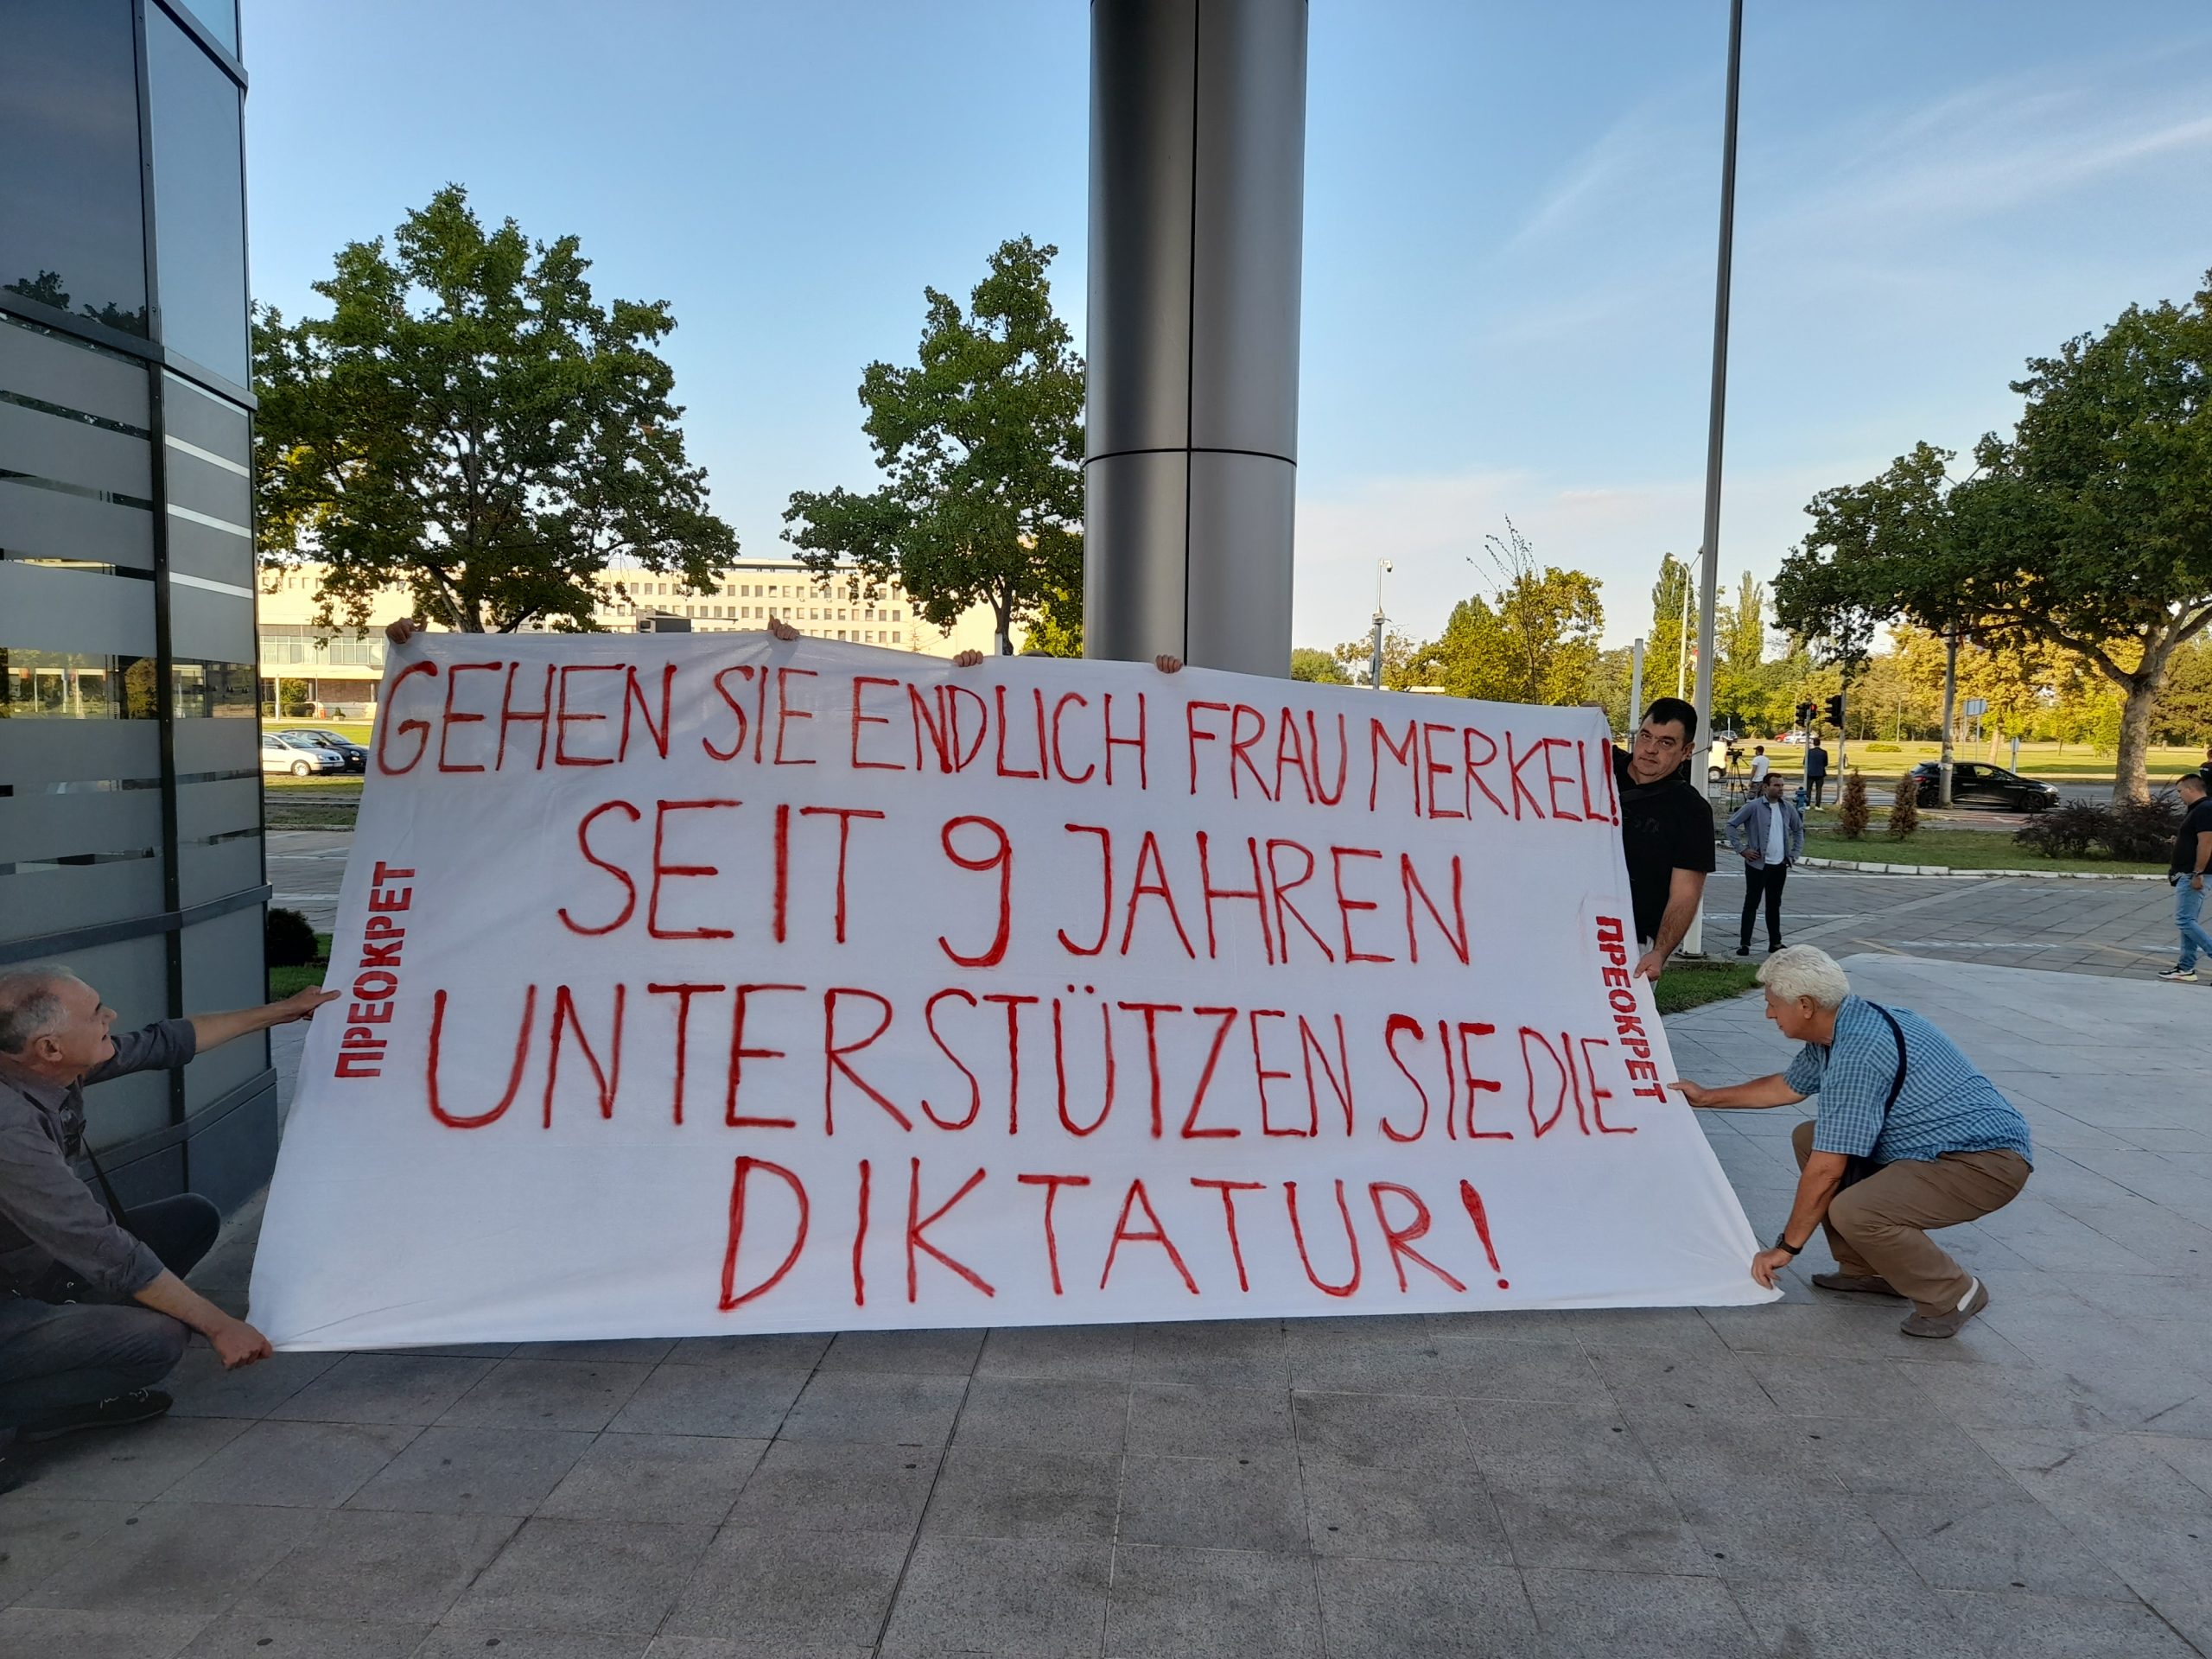 GEHEN SIE ENDLICH FRAU MERKEL!
SEIT 9 JAHREN
UNTERSTÜTZEN SIE DIE
DIKTATUR!
ПРЕОКРЕТ
ПРЕОКРЕТ